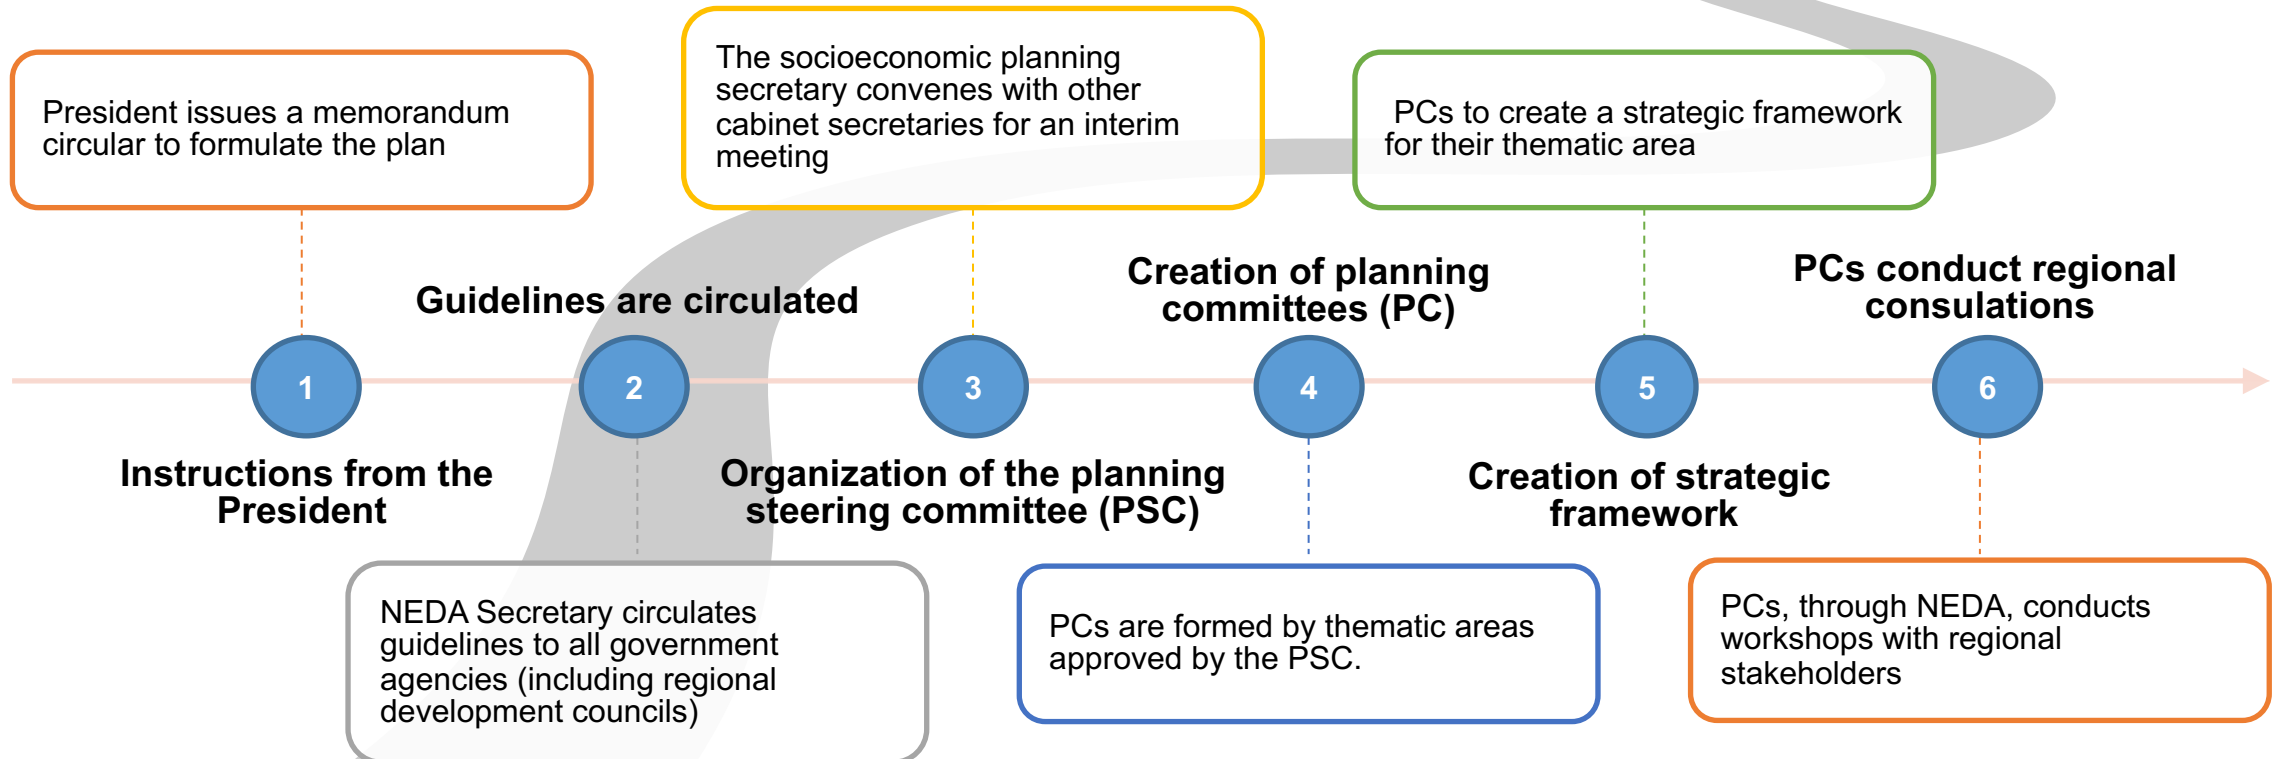 President issues a memorandum
circular to formulate the plan
1
Instructions from the
President
Guidelines are circulated
2
NEDA Secretary circulates
guidelines to all government
agencies (including regional
development councils)
The socioeconomic planning
secretary convenes with other
cabinet secretaries for an interim
meeting
3
Organization of the planning
steering committee (PSC)
Creation of planning
committees (PC)
4
PCs are formed by thematic areas
approved by the PSC.
PCs to create a strategic framework
for their thematic area
5
Creation of strategic
framework
PCs conduct regional
consulations
6
PCs, through NEDA, conducts
workshops with regional
stakeholders